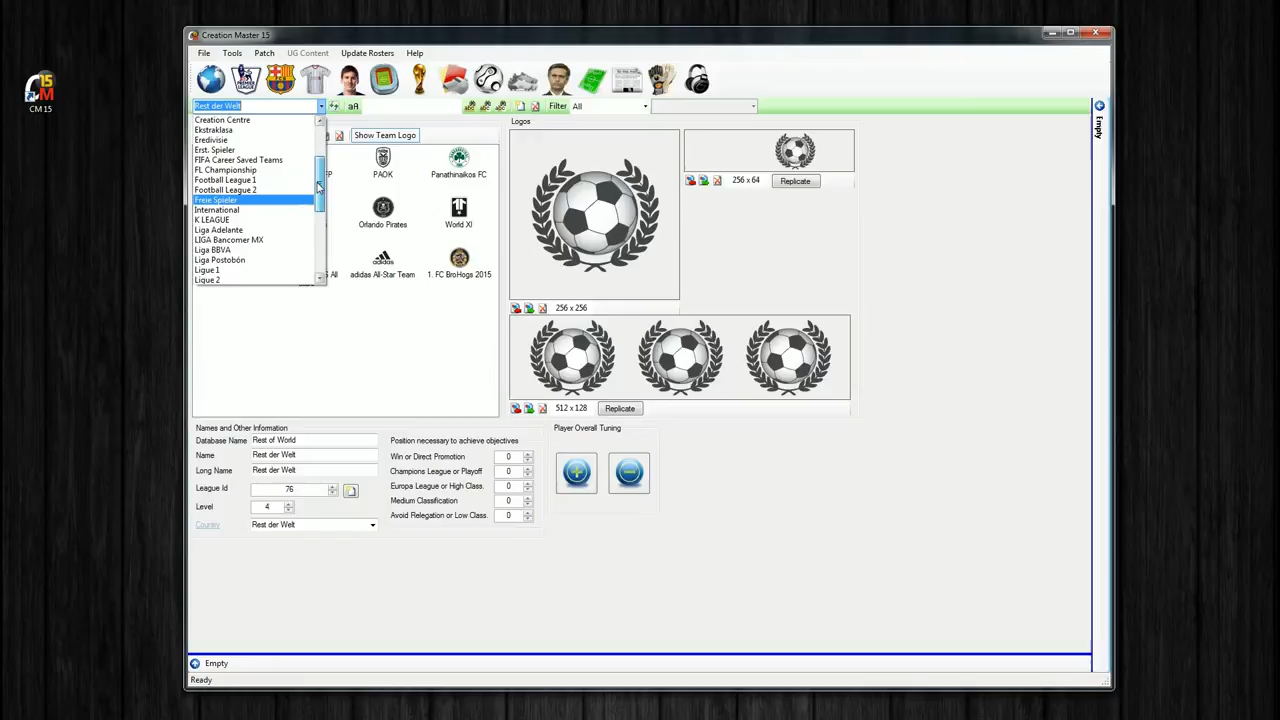 Creation Master 15
File Tools Patch UG Content Update Rosters Help
15
M
CM 15
Rest der Welt
aA
Filter All
Empty
Creation Centre
Ekstraklasa
Eredivisie
Erst. Spieler
FIFA Career Saved Teams
FL Championship
Football League 1
Football League 2
Freie Spieler
International
K LEAGUE
Liga Adelante
LIGA Bancomer MX
Liga BBVA
Liga Postobón
Ligue 1
Ligue 2
Show Team Logo
PAOK
Panathinaikos FC
Orlando Pirates
World XI
adidas All-Star Team
1. FC BroHogs 2015
Logos
256 x 64
Replicate
256 x 256
512 x 128
Replicate
Names and Other Information
Database Name Rest of World
Name Rest der Welt
Long Name Rest der Welt
League Id 76
Level 4
Country Rest der Welt
Position necessary to achieve objectives
Win or Direct Promotion 0
Champions League or Playoff 0
Europa League or High Class. 0
Medium Classification 0
Avoid Relegation or Low Class. 0
Player Overall Tuning
Empty
Ready